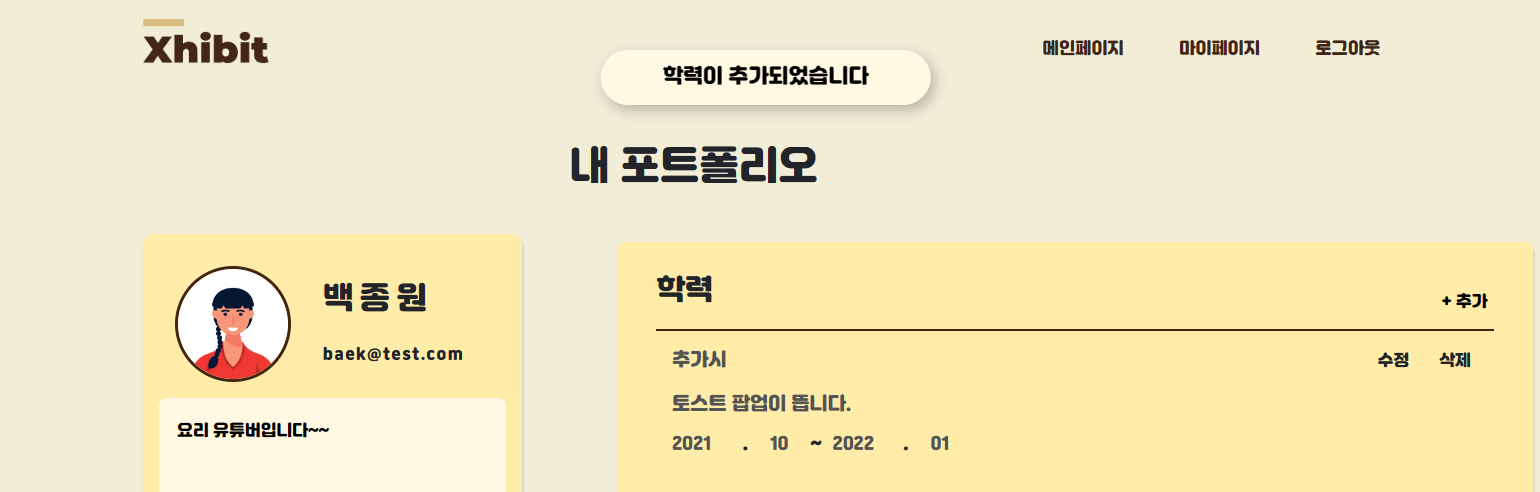 Xhibit
메인페이지 마이페이지 로그아웃
학력이 추가되었습니다
내 포트폴리오
백종원
baek@test.com
요리 유튜버입니다~~
학력
+ 추가
추가시
수정 삭제
토스트 팝업이 뜹니다.
2021 . 10 ~ 2022 . 01